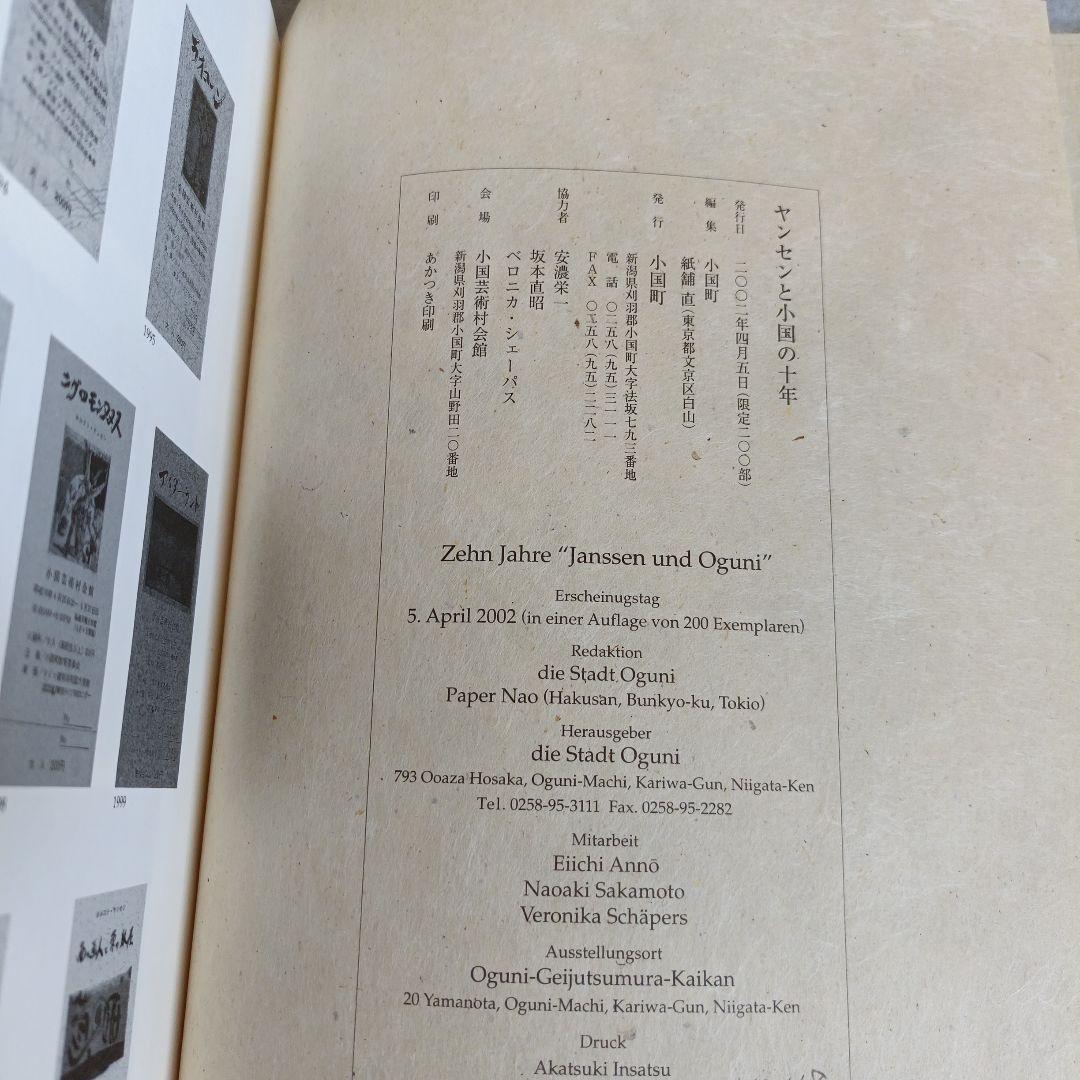 ヤンセンと小国の十年
発行日 二〇〇二年四月五日(限定二〇〇部)
編集 小国町
紙舗 直(東京都文京区白山)
発行 小国町
新潟県刈羽郡小国町大字法坂七九三番地
電話 〇二五八(九五)三一一一
FAX 〇二五八(九五)二二八二
協力者 安濃栄一
坂本直昭
ベロニカ・シェーパス
会場 小国芸術村会館
新潟県刈羽郡小国町大字山野田二〇番地
印刷 あかつき印刷
Zehn Jahre “Janssen und Oguni”
Erscheinugstag
5. April 2002 (in einer Auflage von 200 Exemplaren)
Redaktion
die Stadt Oguni
Paper Nao (Hakusan, Bunkyo-ku, Tokio)
Herausgeber
die Stadt Oguni
793 Ooaza Hosaka, Oguni-Machi, Kariwa-Gun, Niigata-Ken
Tel. 0258-95-3111 Fax. 0258-95-2282
Mitarbeit
Eiichi Annō
Naoaki Sakamoto
Veronika Schäpers
Ausstellungsort
Oguni-Geijutsumura-Kaikan
20 Yamanota, Oguni-Machi, Kariwa-Gun, Niigata-Ken
Druck
Akatsuki Insatsu
1995
小国芸術村会館
1999